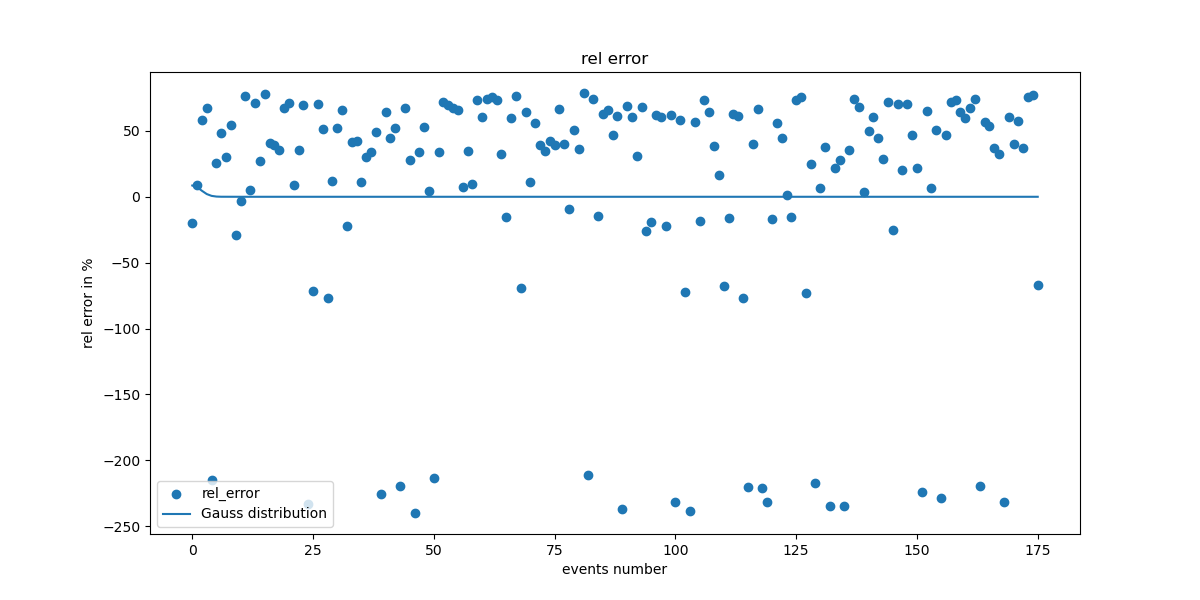 rel error
rel error in %
50
0
−50
−100
−150
−200
−250
rel_error
Gauss distribution
0 25 50 75 100 125 150 175
events number